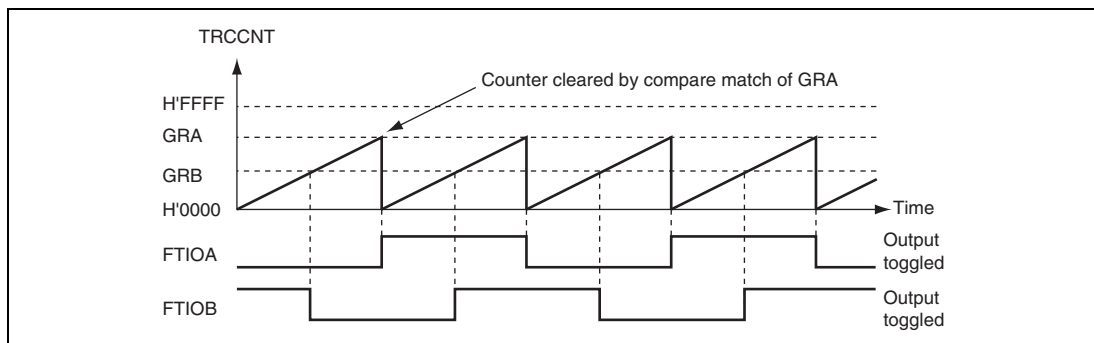 TRCCNT
Counter cleared by compare match of GRA
H'FFFF
GRA
GRB
H'0000
Time
FTIOA
Output
toggled
FTIOB
Output
toggled